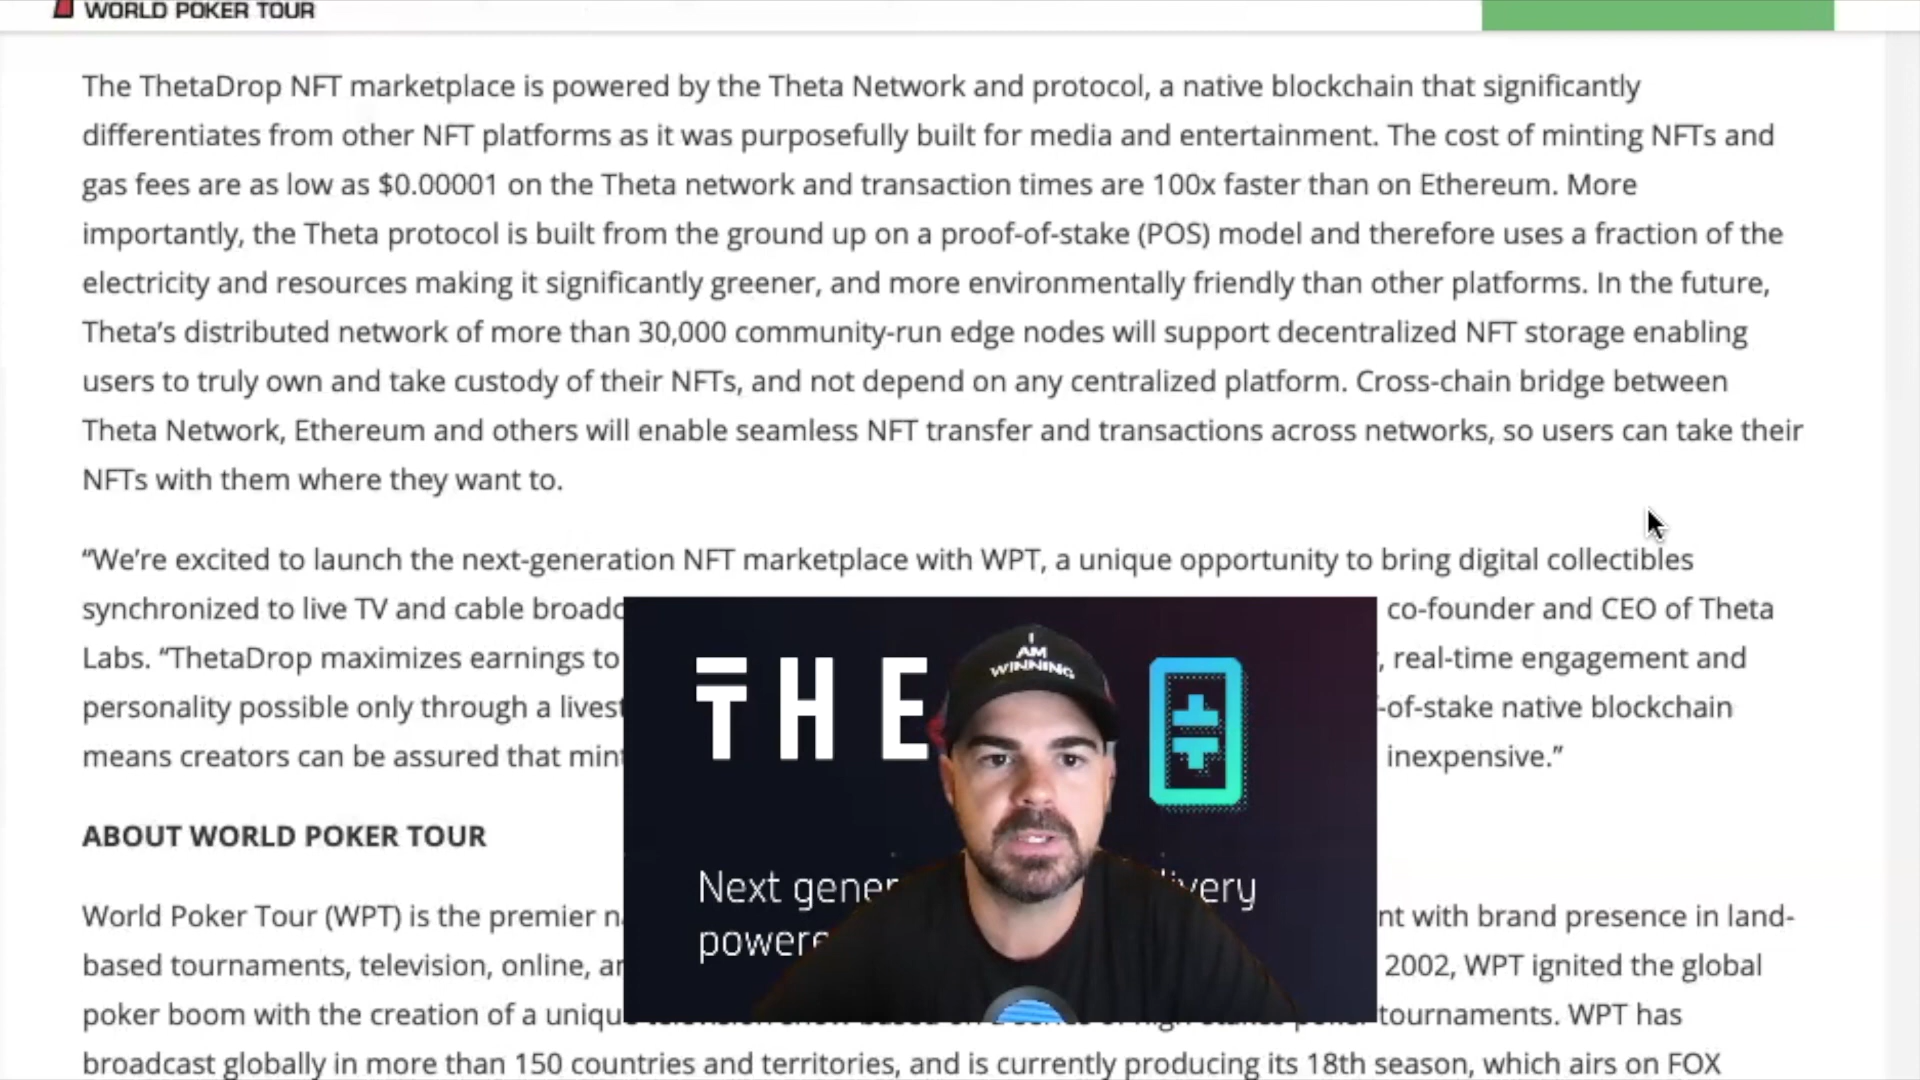 WORLD POKER TOUR
The ThetaDrop NFT marketplace is powered by the Theta Network and protocol, a native blockchain that significantly
differentiates from other NFT platforms as it was purposefully built for media and entertainment. The cost of minting NFTs and
gas fees are as low as $0.00001 on the Theta network and transaction times are 100x faster than on Ethereum. More
importantly, the Theta protocol is built from the ground up on a proof-of-stake (POS) model and therefore uses a fraction of the
electricity and resources making it significantly greener, and more environmentally friendly than other platforms. In the future,
Theta’s distributed network of more than 30,000 community-run edge nodes will support decentralized NFT storage enabling
users to truly own and take custody of their NFTs, and not depend on any centralized platform. Cross-chain bridge between
Theta Network, Ethereum and others will enable seamless NFT transfer and transactions across networks, so users can take their
NFTs with them where they want to.
“We’re excited to launch the next-generation NFT marketplace with WPT, a unique opportunity to bring digital collectibles
synchronized to live TV and cable co-founder and CEO of Theta
Labs. “ThetaDrop maximizes earnings to , real-time engagement and
personality possible only through a -of-stake native blockchain
means creators can be assured that inexpensive.”
ABOUT WORLD POKER TOUR
World Poker Tour (WPT) is the premier with brand presence in land-
based tournaments, television, online, 2002, WPT ignited the global
poker boom with the creation of a tournaments. WPT has
broadcast globally in more than 150 countries and territories, and is currently producing its 18th season, which airs on FOX
THE
I
AM
WINNING
Next